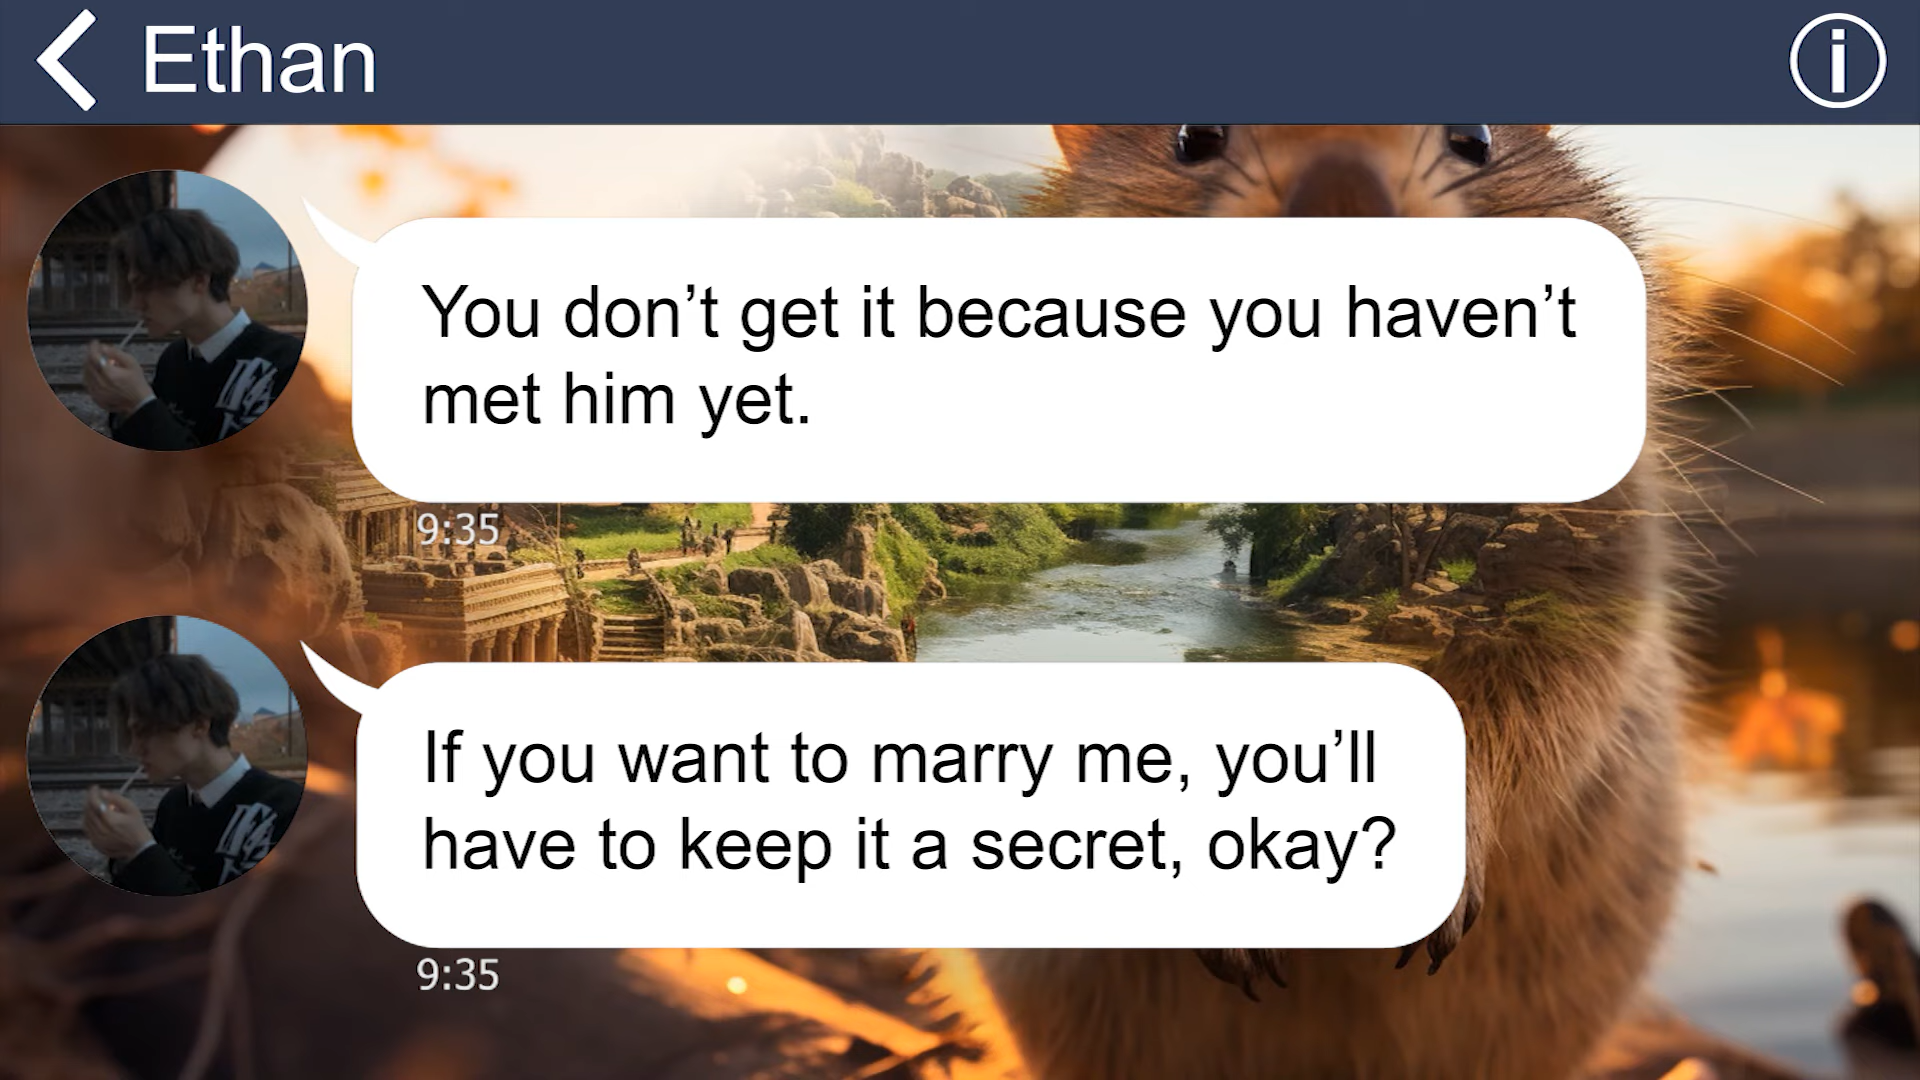 Ethan
You don’t get it because you haven’t
met him yet.
9:35
If you want to marry me, you’ll
have to keep it a secret, okay?
9:35